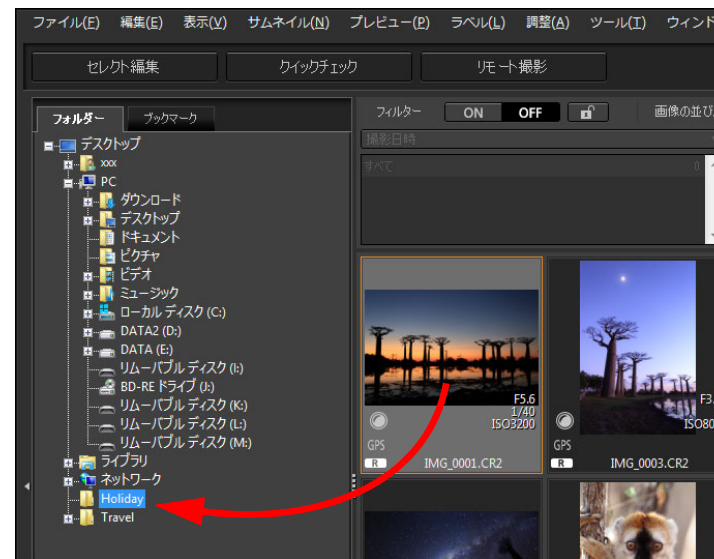 ファイル(F) 編集(E) 表示(V) サムネイル(N) プレビュー(P) ラベル(L) 調整(A) ツール(T) ウィンド
セレクト編集 クイックチェック リモート撮影
フォルダー ブックマーク
フィルター ON OFF 画像の並び
撮影日時
すべて 0
デスクトップ
xxx
PC
ダウンロード
デスクトップ
ドキュメント
ピクチャ
ビデオ
ミュージック
ローカル ディスク (C:)
DATA2 (D:)
DATA (E:)
リムーバブル ディスク (I:)
BD-RE ドライブ (J:)
リムーバブル ディスク (K:)
リムーバブル ディスク (L:)
リムーバブル ディスク (M:)
ライブラリ
ネットワーク
Holiday
Travel
F5.6
1/40
ISO3200
GPS
R IMG_0001.CR2
F3.
ISO80
GPS
R IMG_0003.CR2